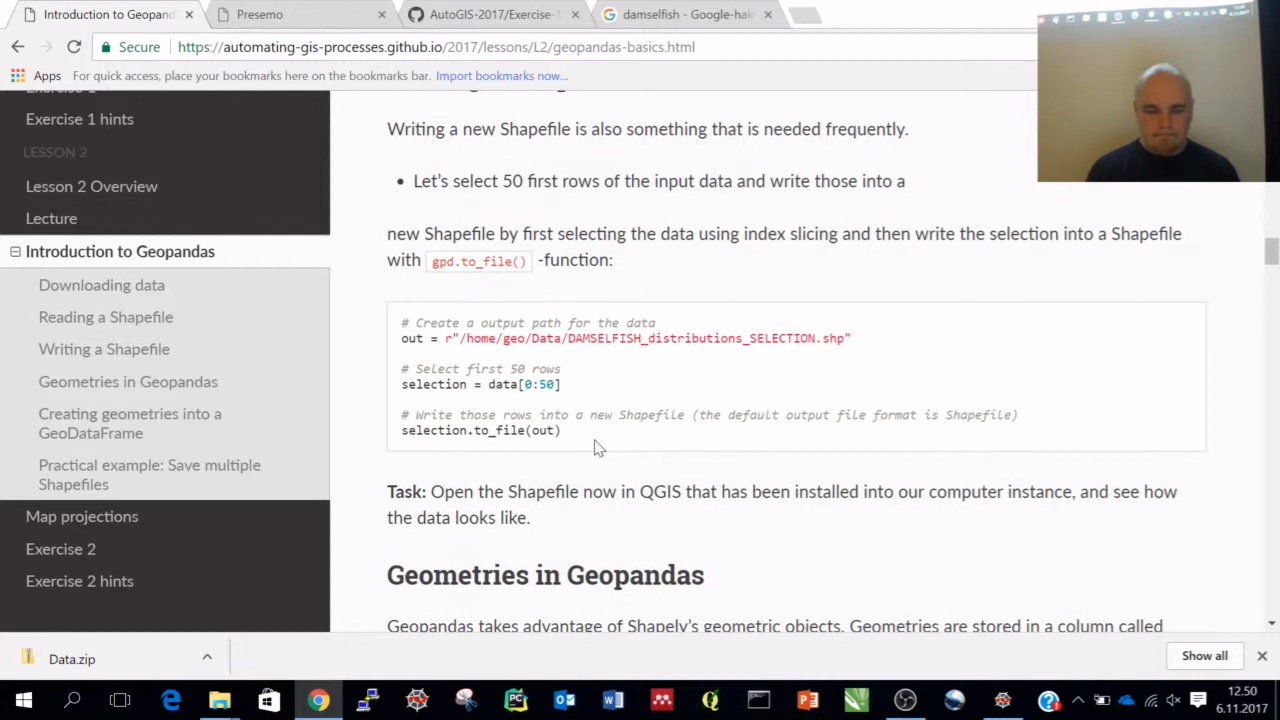 Introduction to Geopand
Presemo
AutoGIS-2017/Exercise-
damselfish - Google-hak
Secure
https://automating-gis-processes.github.io/2017/lessons/L2/geopandas-basics.html
Apps
For quick access, place your bookmarks here on the bookmarks bar.
Import bookmarks now...
Exercise 1
Exercise 1 hints
LESSON 2
Lesson 2 Overview
Lecture
Introduction to Geopandas
Downloading data
Reading a Shapefile
Writing a Shapefile
Geometries in Geopandas
Creating geometries into a
GeoDataFrame
Practical example: Save multiple
Shapefiles
Map projections
Exercise 2
Exercise 2 hints
Writing a new Shapefile is also something that is needed frequently.
• Let's select 50 first rows of the input data and write those into a
new Shapefile by first selecting the data using index slicing and then write the selection into a Shapefile
with gpd.to_file() -function:
# Create a output path for the data
out = r"/home/geo/Data/DAMSELFISH_distributions_SELECTION.shp"
# Select first 50 rows
selection = data[0:50]
# Write those rows into a new Shapefile (the default output file format is Shapefile)
selection.to_file(out)
Task: Open the Shapefile now in QGIS that has been installed into our computer instance, and see how
the data looks like.
Geometries in Geopandas
Geopandas takes advantage of Shapely's geometric objects. Geometries are stored in a column called
Data.zip
Show all
12.50
6.11.2017